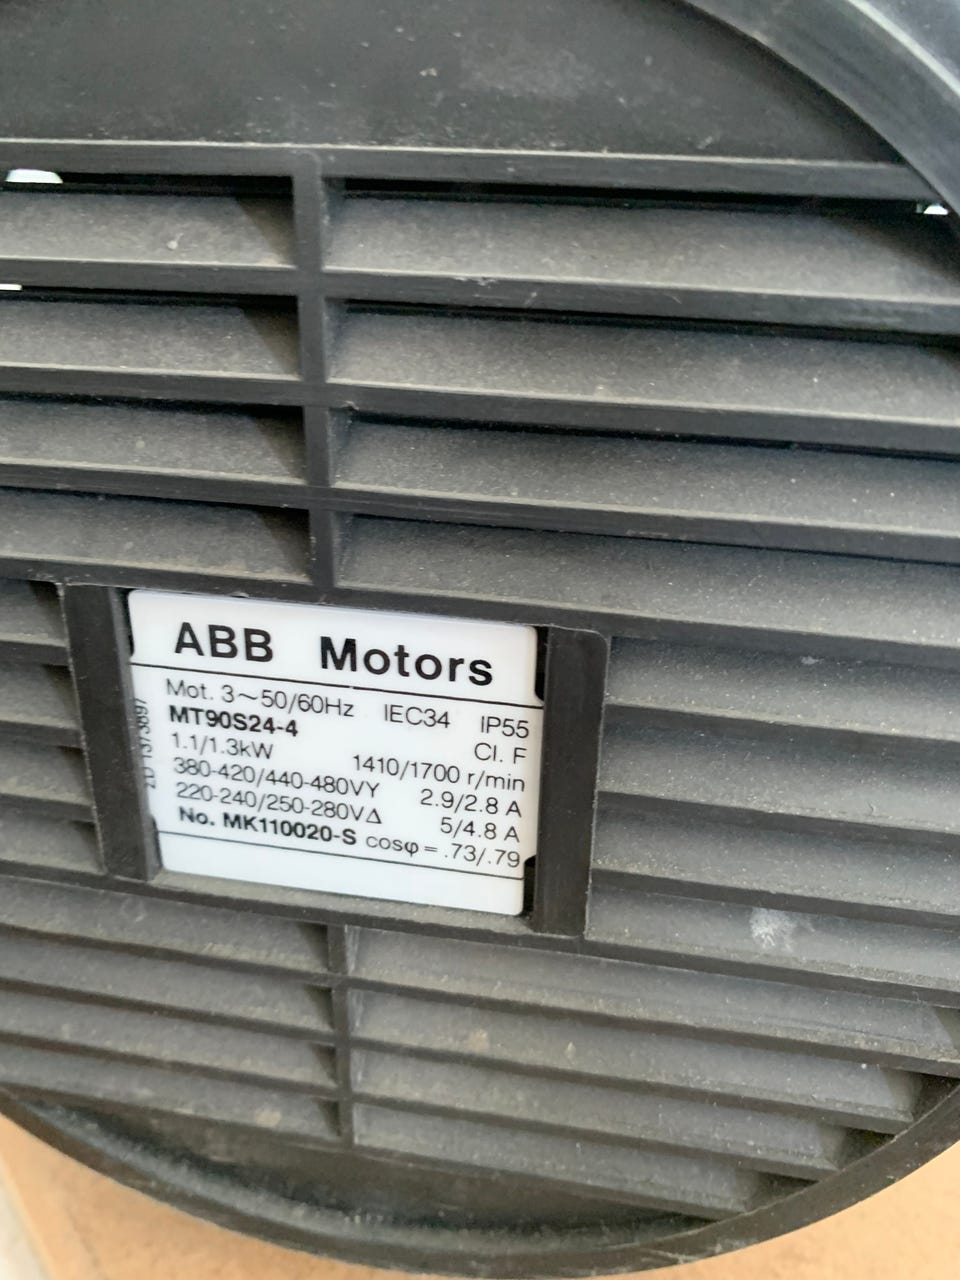 ABB Motors
Mot. 3~50/60Hz IEC34 IP55
MT90S24-4 Cl. F
1.1/1.3kW 1410/1700 r/min
380-420/440-480VY 2.9/2.8 A
220-240/250-280VΔ 5/4.8 A
No. MK110020-S cosφ = .73/.79
1373897